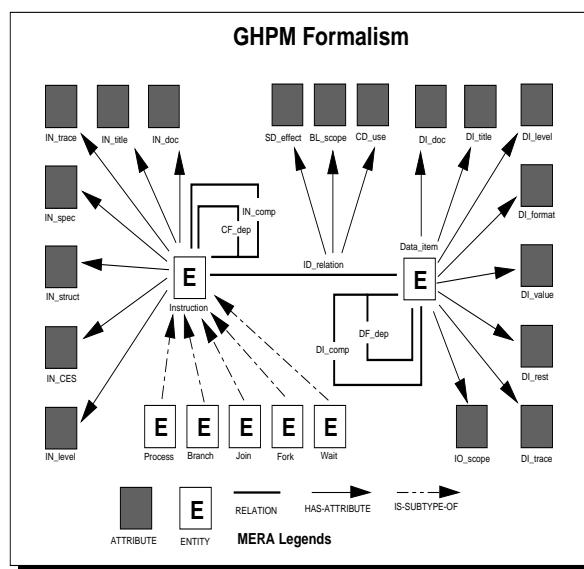 GHPM Formalism
IN_trace
IN_title
IN_doc
SD_effect
BL_scope
CD_use
DI_doc
DI_title
DI_level
IN_spec
IN_comp
CF_dep
DI_format
Data_item
ID_relation
E
E
IN_struct
Instruction
DI_value
DF_dep
DI_comp
IN_CES
DI_rest
E
E
E
E
E
IN_level
Process
Branch
Join
Fork
Wait
IO_scope
DI_trace
E
ATTRIBUTE
ENTITY
RELATION
HAS-ATTRIBUTE
IS-SUBTYPE-OF
MERA Legends